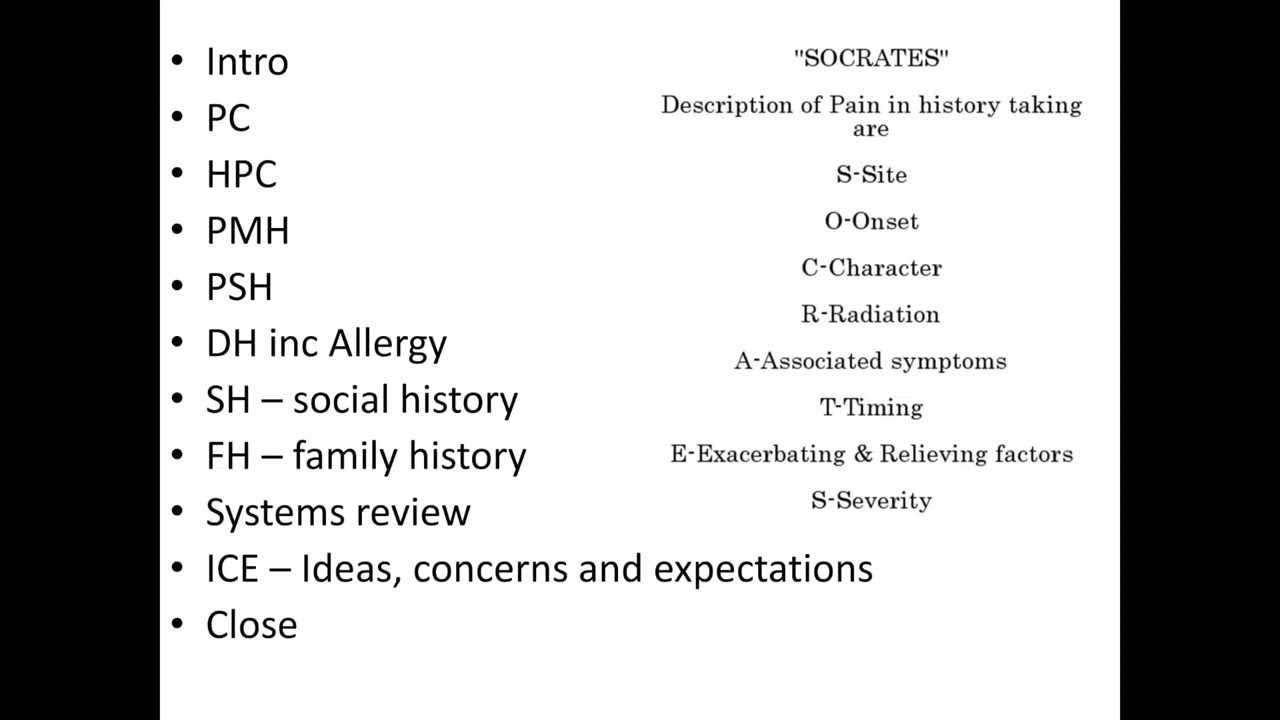 • Intro
• PC
• HPC
• PMH
• PSH
• DH inc Allergy
• SH – social history
• FH – family history
• Systems review
• ICE – Ideas, concerns and expectations
• Close
"SOCRATES"
Description of Pain in history taking
are
S-Site
O-Onset
C-Character
R-Radiation
A-Associated symptoms
T-Timing
E-Exacerbating & Relieving factors
S-Severity